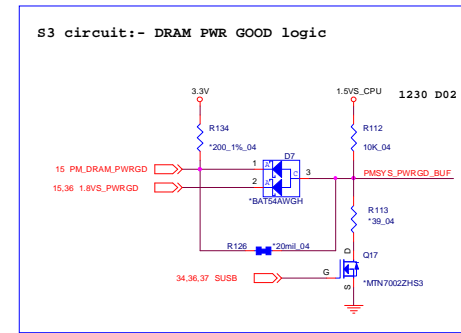 S3 circuit:- DRAM PWR GOOD logic
3.3V
1.5VS_CPU
1230 D02
R134
*200_1%_04
R112
10K_04
15 PM_DRAM_PWRGD
1
A
D7
C
3
PMSYS_PWRGD_BUF
15,36 1.8VS_PWRGD
2
A
*BAT54AWGH
R113
*39_04
R126
*20mil_04
D
Q17
34,36,37 SUSB
G
*MTN7002ZHS3
S